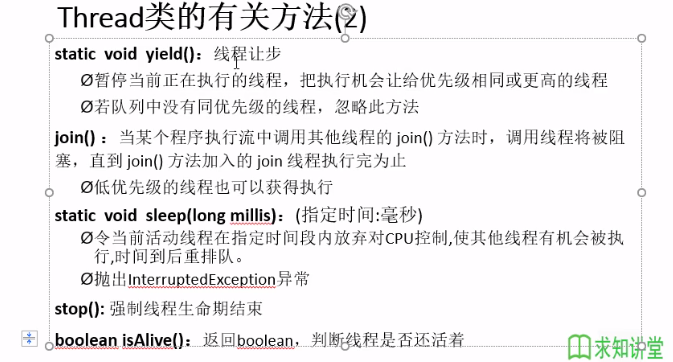 Thread类的有关方法(2)
static void yield()：线程让步
Ø暂停当前正在执行的线程，把执行机会让给优先级相同或更高的线程
Ø若队列中没有同优先级的线程，忽略此方法
join() ：当某个程序执行流中调用其他线程的 join() 方法时，调用线程将被阻
塞，直到 join() 方法加入的 join 线程执行完为止
Ø低优先级的线程也可以获得执行
static void sleep(long millis)：(指定时间:毫秒)
Ø令当前活动线程在指定时间段内放弃对CPU控制,使其他线程有机会被执
行,时间到后重排队。
Ø抛出InterruptedException异常
stop(): 强制线程生命期结束
boolean isAlive()：返回boolean，判断线程是否还活着
求知讲堂